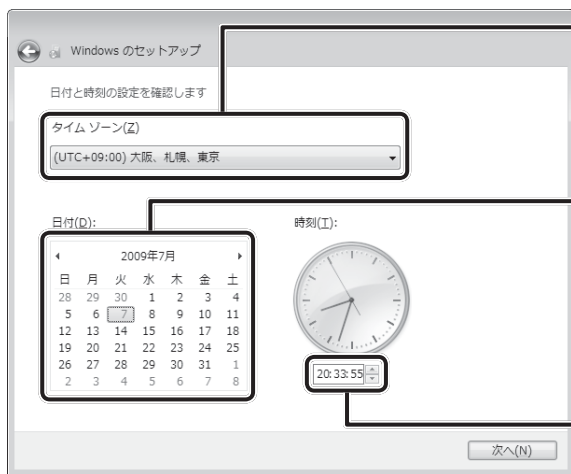 Windows のセットアップ
日付と時刻の設定を確認します
タイム ゾーン(Z)
(UTC+09:00) 大阪、札幌、東京
日付(D):
時刻(T):
2009年7月
日 月 火 水 木 金 土
28 29 30 1 2 3 4
5 6 7 8 9 10 11
12 13 14 15 16 17 18
19 20 21 22 23 24 25
26 27 28 29 30 31 1
2 3 4 5 6 7 8
20:33:55
次へ(N)